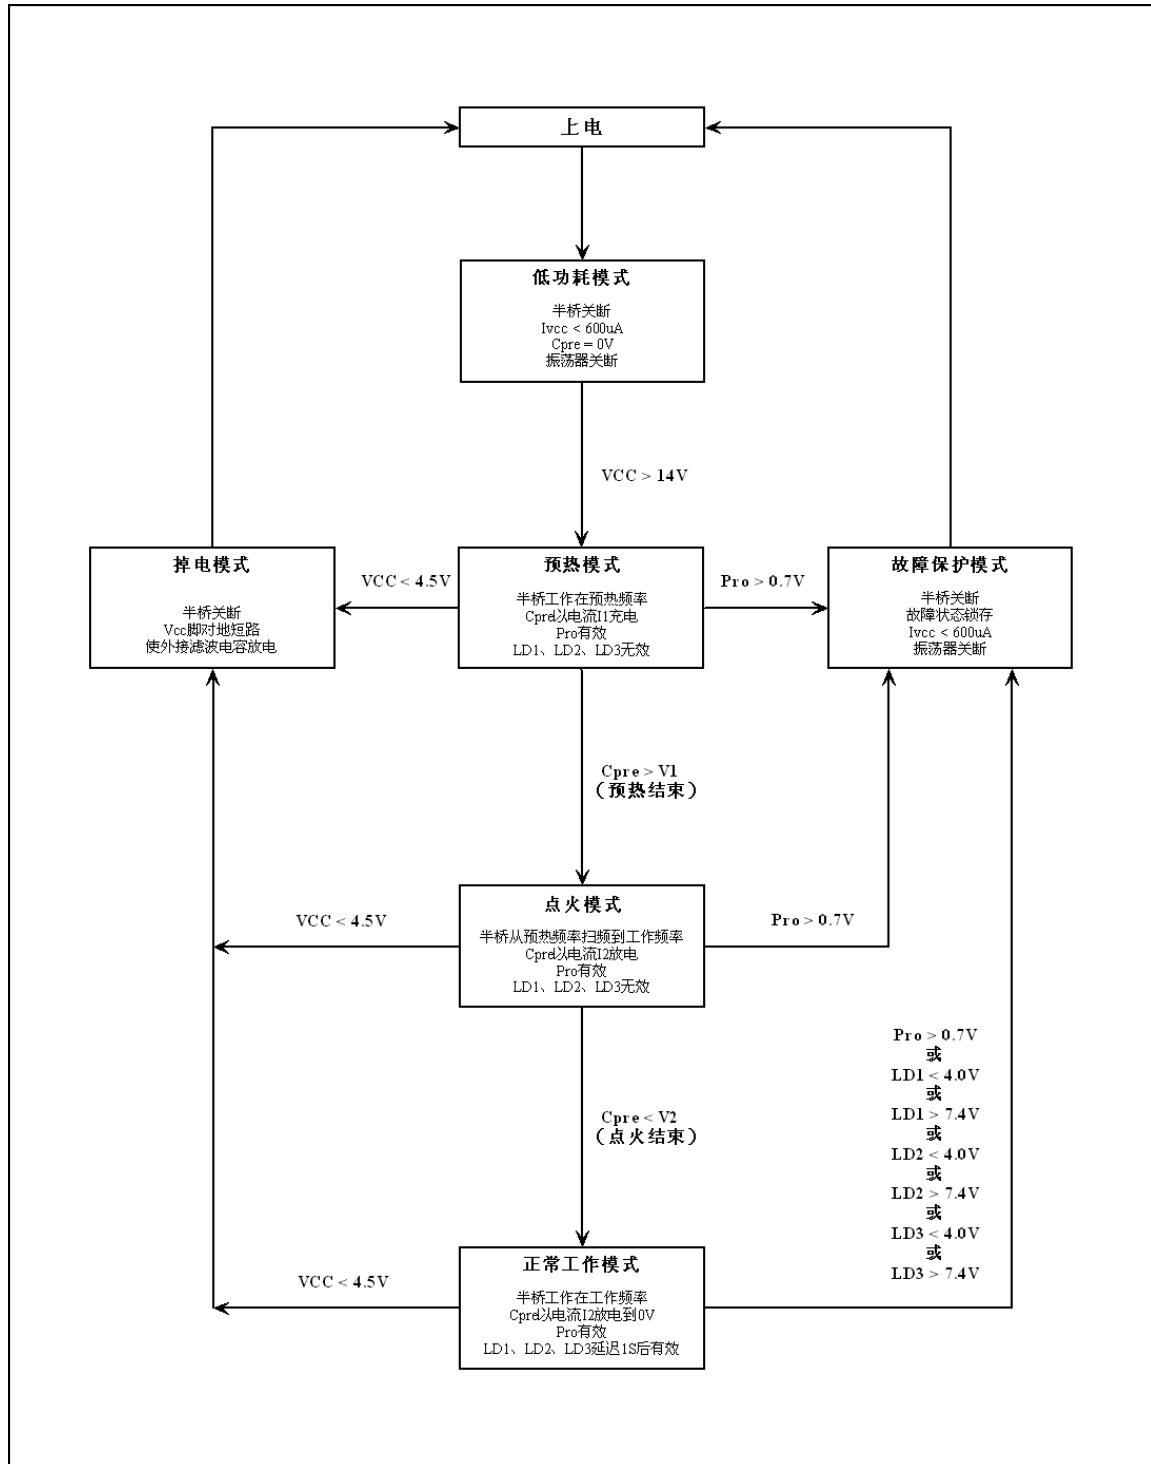 上电
低功耗模式
半桥关断
Ivcc < 600uA
Cpre = 0V
振荡器关断
VCC > 14V
掉电模式
半桥关断
Vcc脚对地短路
使外接滤波电容放电
VCC < 4.5V
预热模式
半桥工作在预热频率
Cpre以电流I1充电
Pro有效
LD1、LD2、LD3无效
Pro > 0.7V
故障保护模式
半桥关断
故障状态锁存
Ivcc < 600uA
振荡器关断
Cpre > V1
（预热结束）
VCC < 4.5V
点火模式
半桥从预热频率扫频到工作频率
Cpre以电流I2放电
Pro有效
LD1、LD2、LD3无效
Pro > 0.7V
Cpre < V2
（点火结束）
Pro > 0.7V
或
LD1 < 4.0V
或
LD1 > 7.4V
或
LD2 < 4.0V
或
LD2 > 7.4V
或
LD3 < 4.0V
或
LD3 > 7.4V
VCC < 4.5V
正常工作模式
半桥工作在工作频率
Cpre以电流I2放电到0V
Pro有效
LD1、LD2、LD3延迟1S后有效